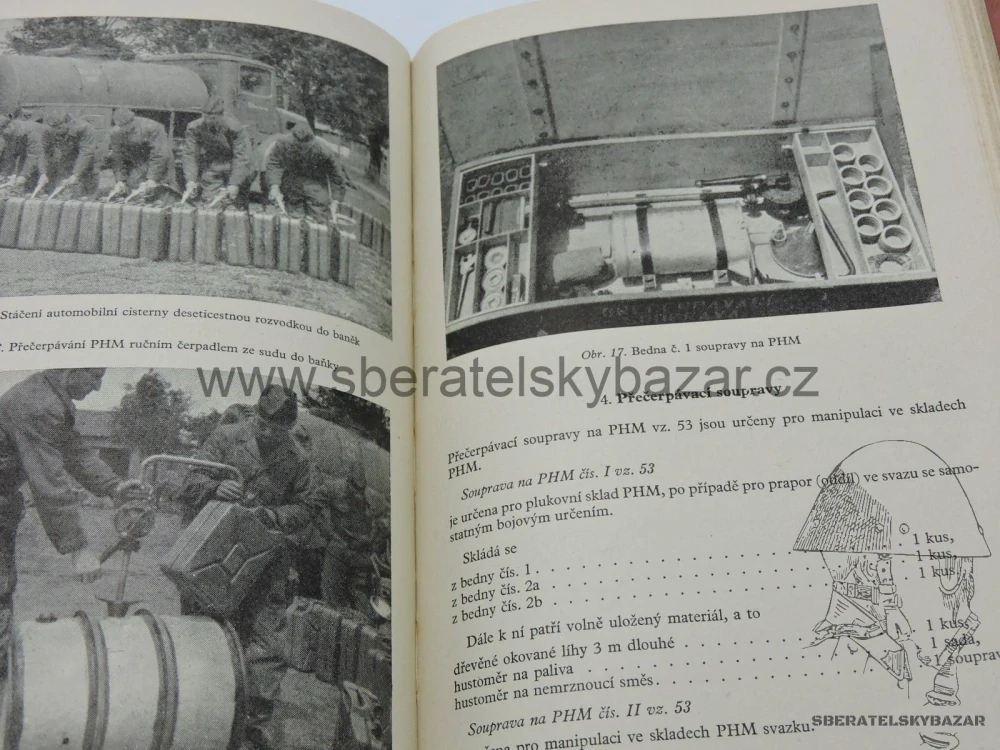 Stáčení automobilní cisterny deseticestnou rozvodkou do baněk
Přečerpávání PHM ručním čerpadlem ze sudu do baňky
Obr. 17. Bedna č. 1 soupravy na PHM
www.sberatelskybazar.cz
4. Přečerpávací soupravy
Přečerpávací soupravy na PHM vz. 53 jsou určeny pro manipulaci ve skladech
PHM.
Souprava na PHM čís. I vz. 53
je určena pro plukovní sklad PHM, po případě pro prapor (oddíl) ve svazu se samo-
statným bojovým určením.
Skládá se
z bedny čís. 1 . . . . . . . . . . 1 kus,
z bedny čís. 2a . . . . . . . . . . 1 kus,
z bedny čís. 2b . . . . . . . . . . 1 kus
Dále k ní patří volně uložený materiál, a to
dřevěné okované líhy 3 m dlouhé . . . . . . 1 kus,
hustoměr na paliva . . . . . . . . . . 1 sada,
hustoměr na nemrznoucí směs . . . . . . . 1 souprav
Souprava na PHM čís. II vz. 53
pro manipulaci ve skladech PHM svazku.
SBERATELSKYBAZAR